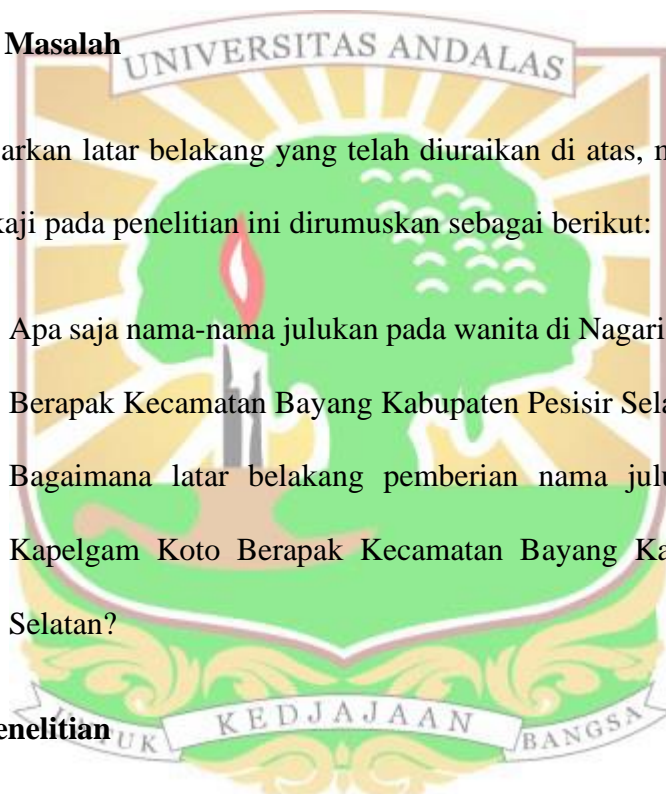 Masalah
UNIVERSITAS ANDALAS
arkan latar belakang yang telah diuraikan di atas, m
kaji pada penelitian ini dirumuskan sebagai berikut:
Apa saja nama-nama julukan pada wanita di Nagari
Berapak Kecamatan Bayang Kabupaten Pesisir Sela
Bagaimana latar belakang pemberian nama julu
Kapelgam Koto Berapak Kecamatan Bayang Ka
Selatan?
enelitian
UNTUK KEDJAJAAN BANGSA